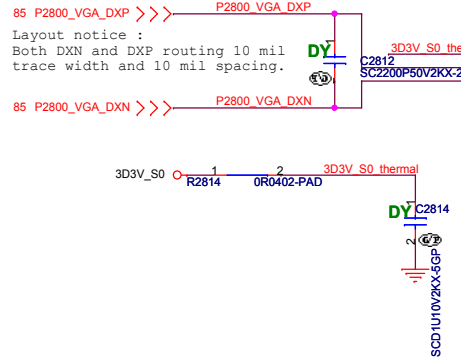 85 P2800_VGA_DXP P2800_VGA_DXP
Layout notice :
Both DXN and DXP routing 10 mil
trace width and 10 mil spacing.
DY 1
3D3V_S0_the
C2812
SC2200P50V2KX-2
85 P2800_VGA_DXN P2800_VGA_DXN
3D3V_S0 1 2 3D3V_S0_thermal
R2814 0R0402-PAD
DY 1 C2814
2
SCD1U10V2KX-5GP